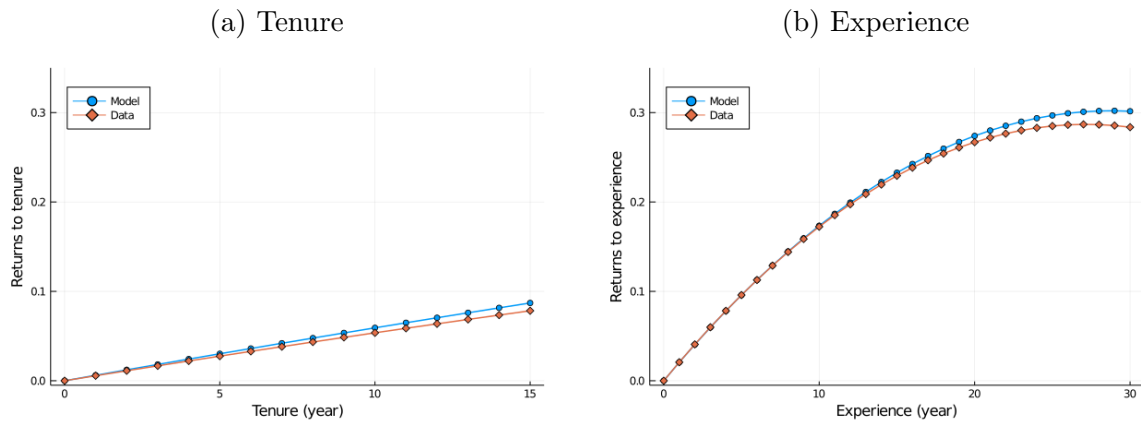 (a) Tenure
Returns to tenure
0.3
0.2
0.1
0.0
Model
Data
0
5
10
15
Tenure (year)
(b) Experience
Returns to experience
0.3
0.2
0.1
0.0
Model
Data
0
10
20
30
Experience (year)